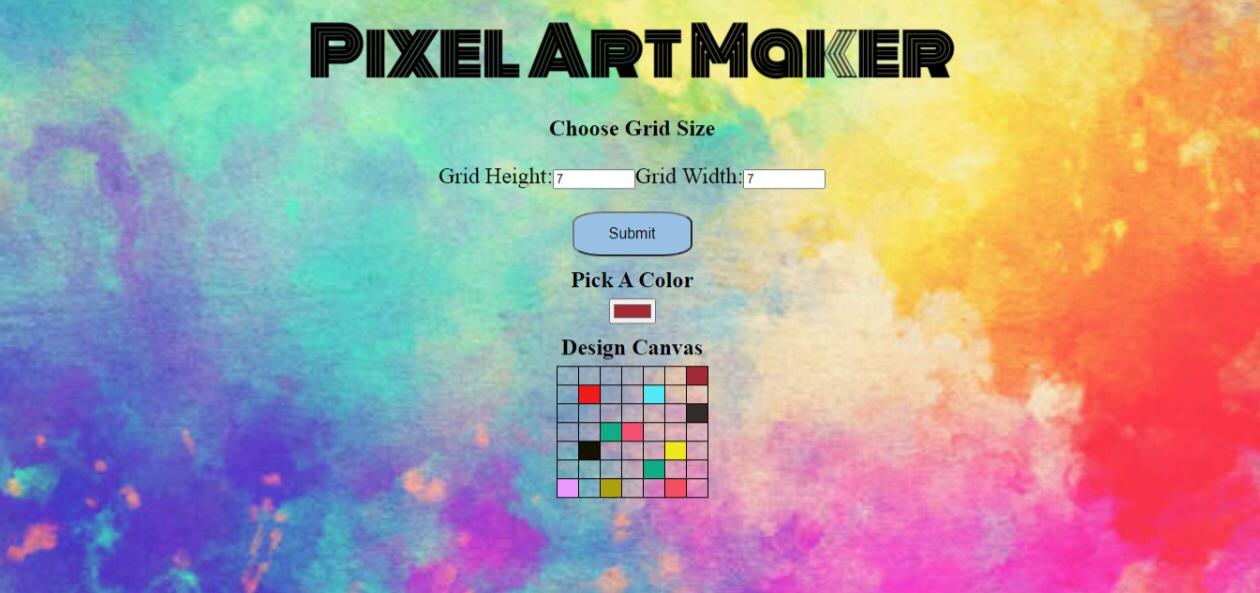 Pixel Art Maker
Choose Grid Size
Grid Height: 7 Grid Width: 7
Submit
Pick A Color
Design Canvas